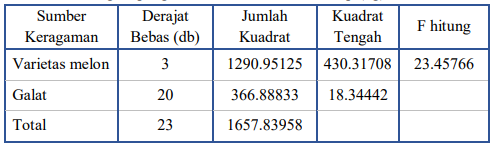 Sumber Keragaman Derajat Bebas (db) Jumlah Kuadrat Kuadrat Tengah F hitung
Varietas melon 3 1290.95125 430.31708 23.45766
Galat 20 366.88833 18.34442
Total 23 1657.83958